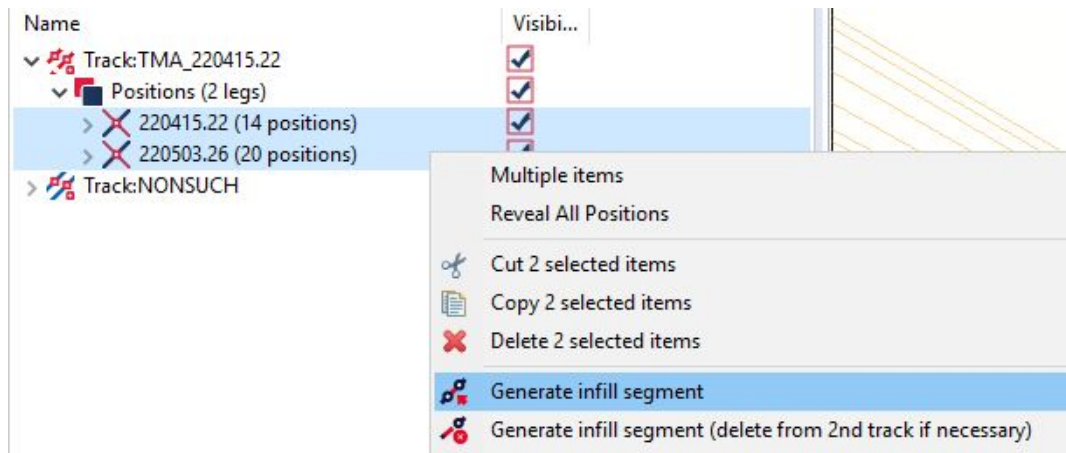 Name Visibi...
Track:TMA_220415.22
Positions (2 legs)
220415.22 (14 positions)
220503.26 (20 positions)
Track:NONSUCH
Multiple items
Reveal All Positions
Cut 2 selected items
Copy 2 selected items
Delete 2 selected items
Generate infill segment
Generate infill segment (delete from 2nd track if necessary)